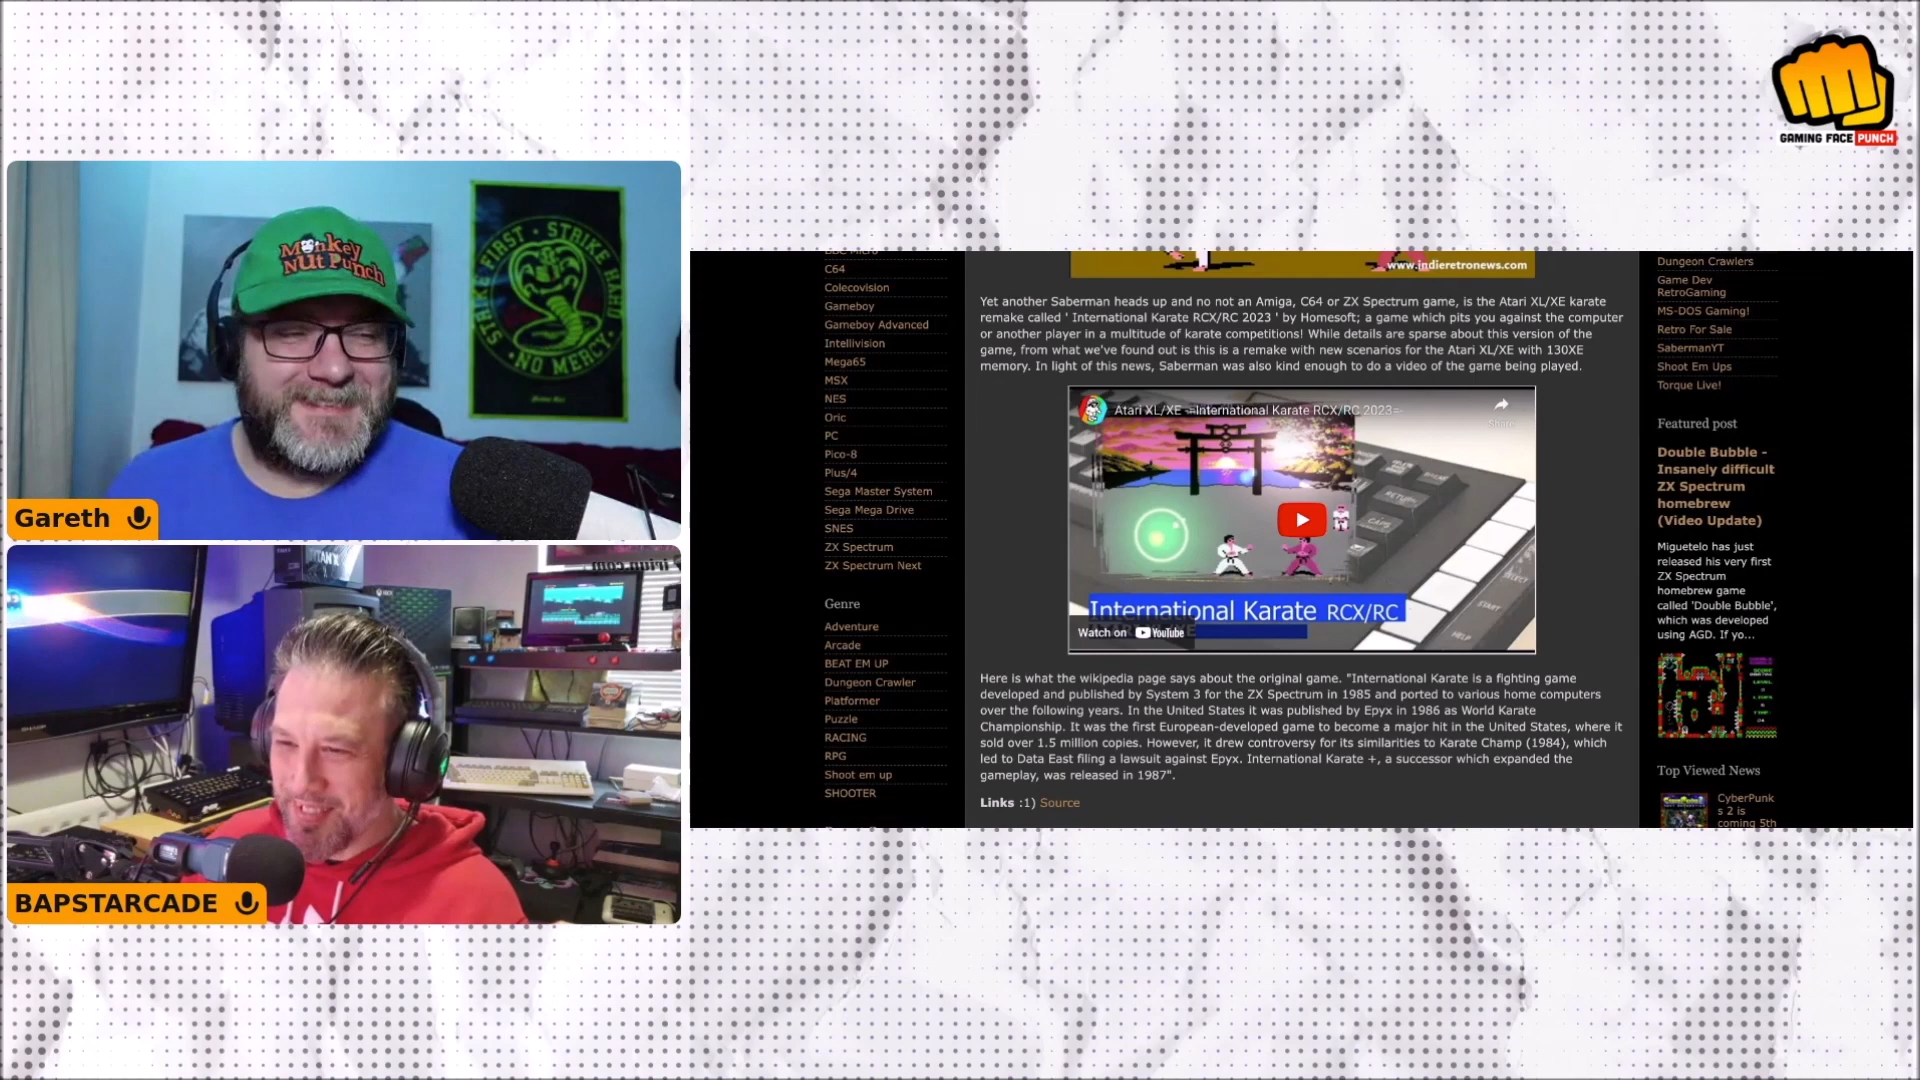 GAMING FACE PUNCH
Monkey
Nut Punch
STRIKE FIRST • STRIKE HARD
• NO MERCY •
Gareth
TITAN X
BAPSTARCADE
C64
Colecovision
Gameboy
Gameboy Advanced
Intellivision
Mega65
MSX
NES
Oric
PC
Pico-8
Plus/4
Sega Master System
Sega Mega Drive
SNES
ZX Spectrum
ZX Spectrum Next
Genre
Adventure
Arcade
BEAT EM UP
Dungeon Crawler
Platformer
Puzzle
RACING
RPG
Shoot em up
SHOOTER
www.indieretronews.com
Yet another Saberman heads up and no not an Amiga, C64 or ZX Spectrum game, is the Atari XL/XE karate
remake called ' International Karate RCX/RC 2023 ' by Homesoft; a game which pits you against the computer
or another player in a multitude of karate competitions! While details are sparse about this version of the
game, from what we've found out is this is a remake with new scenarios for the Atari XL/XE with 130XE
memory. In light of this news, Saberman was also kind enough to do a video of the game being played.
Atari XL/XE -=International Karate RCX/RC 2023=-
Share
RETURN
CAPS
SELECT
START
HELP
International Karate RCX/RC
Watch on YouTube
Here is what the wikipedia page says about the original game. "International Karate is a fighting game
developed and published by System 3 for the ZX Spectrum in 1985 and ported to various home computers
over the following years. In the United States it was published by Epyx in 1986 as World Karate
Championship. It was the first European-developed game to become a major hit in the United States, where it
sold over 1.5 million copies. However, it drew controversy for its similarities to Karate Champ (1984), which
led to Data East filing a lawsuit against Epyx. International Karate +, a successor which expanded the
gameplay, was released in 1987".
Links :1) Source
Dungeon Crawlers
Game Dev
RetroGaming
MS-DOS Gaming!
Retro For Sale
SabermanYT
Shoot Em Ups
Torque Live!
Featured post
Double Bubble -
Insanely difficult
ZX Spectrum
homebrew
(Video Update)
Miguetelo has just
released his very first
ZX Spectrum
homebrew game
called 'Double Bubble',
which was developed
using AGD. If yo...
Top Viewed News
CyberPunk
s 2 is
coming 5th